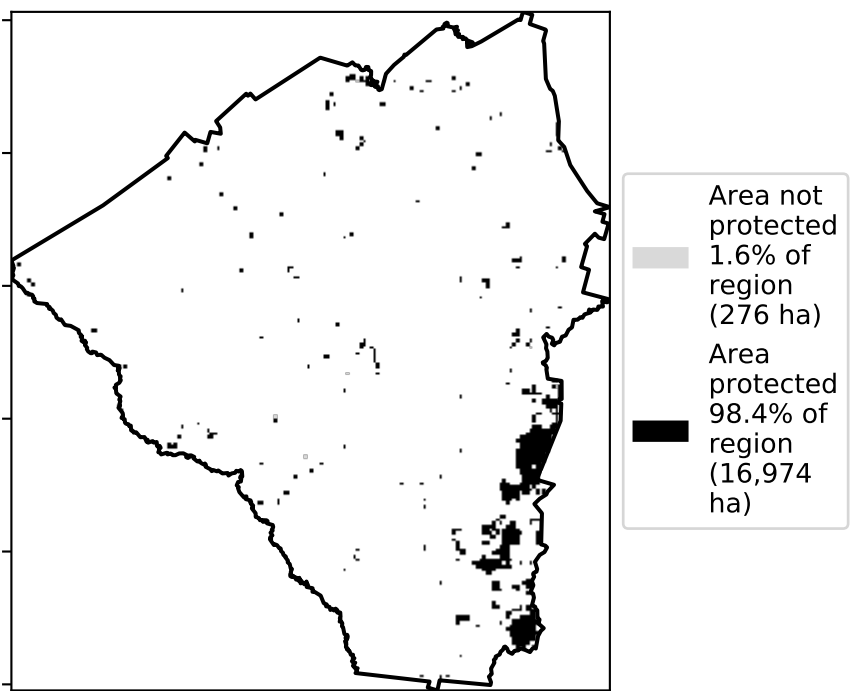 Area not
protected
1.6% of
region
(276 ha)
Area
protected
98.4% of
region
(16,974
ha)